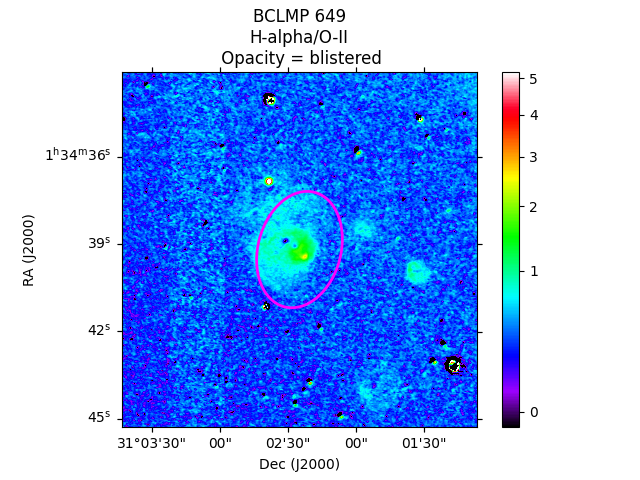 BCLMP 649
H-alpha/O-II
Opacity = blistered
5
4
3
2
1
0
1ʰ34ᵐ36ˢ
39ˢ
42ˢ
45ˢ
RA (J2000)
31°03'30" 00" 02'30" 00" 01'30"
Dec (J2000)